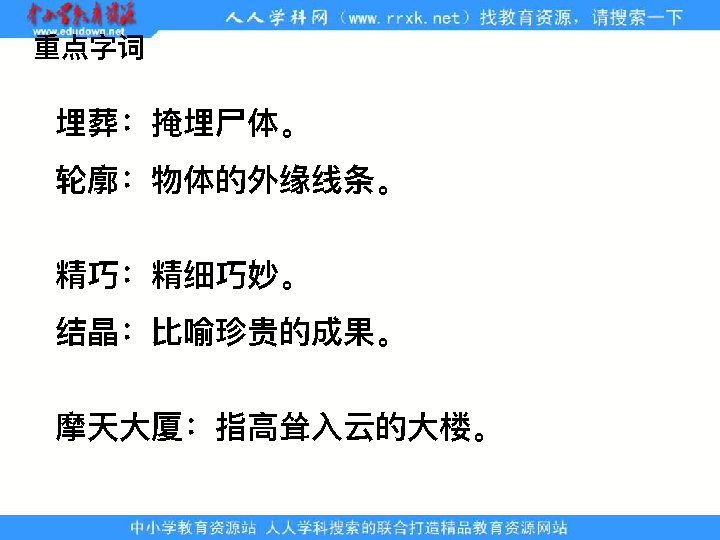 中小学教育资源
www.edudown.net
人人学科网（www.rrxk.net）找教育资源，请搜索一下
重点字词
埋葬：掩埋尸体。
轮廓：物体的外缘线条。
精巧：精细巧妙。
结晶：比喻珍贵的成果。
摩天大厦：指高耸入云的大楼。
中小学教育资源站 人人学科搜索的联合打造精品教育资源网站